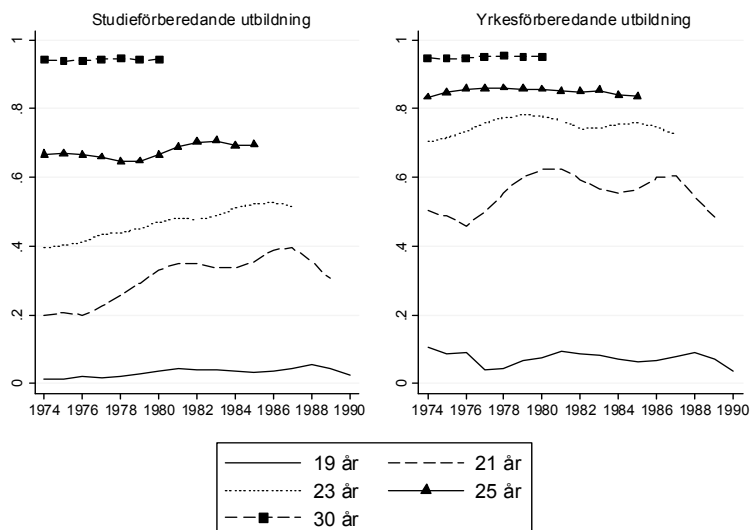 Studieförberedande utbildning
Yrkesförberedande utbildning
1
.8
.6
.4
.2
0
1974 1976 1978 1980 1982 1984 1986 1988 1990
1
.8
.6
.4
.2
0
1974 1976 1978 1980 1982 1984 1986 1988 1990
19 år 21 år
23 år 25 år
30 år